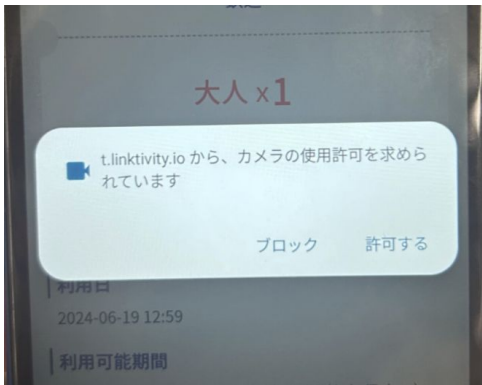 大人 x1
t.linktivity.io から、カメラの使用許可を求めら
れています
ブロック 許可する
利用日
2024-06-19 12:59
利用可能期間